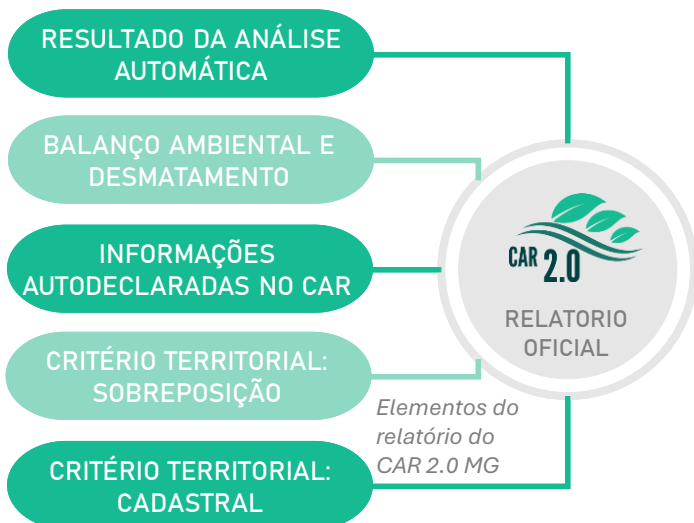 RESULTADO DA ANÁLISE
AUTOMÁTICA
BALANÇO AMBIENTAL E
DESMATAMENTO
INFORMAÇÕES
AUTODECLARADAS NO CAR
CRITÉRIO TERRITORIAL:
SOBREPOSIÇÃO
CRITÉRIO TERRITORIAL:
CADASTRAL
CAR 2.0
RELATORIO
OFICIAL
Elementos do
relatório do
CAR 2.0 MG